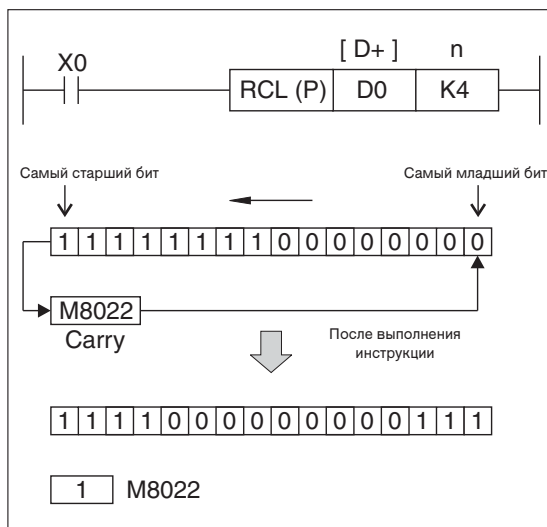 [ D+ ] n
X0
RCL (P) D0 K4
Самый старший бит Самый младший бит
1 1 1 1 1 1 1 1 0 0 0 0 0 0 0 0
M8022
Carry
После выполнения
инструкции
1 1 1 1 0 0 0 0 0 0 0 0 0 1 1 1
1 M8022